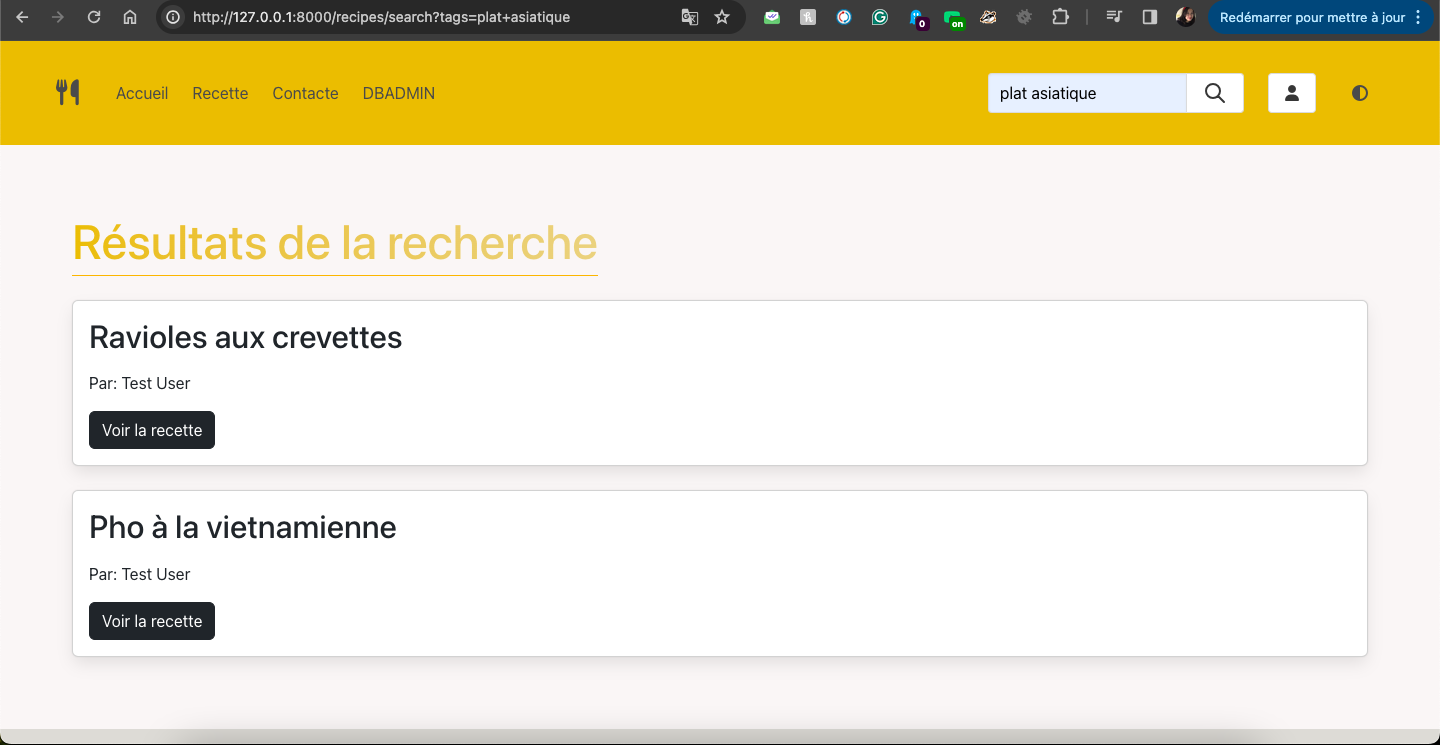 http://127.0.0.1:8000/recipes/search?tags=plat+asiatique 0 on Redémarrer pour mettre à jour
Accueil Recette Contacte DBADMIN plat asiatique
Résultats de la recherche
Ravioles aux crevettes
Par: Test User
Voir la recette
Pho à la vietnamienne
Par: Test User
Voir la recette